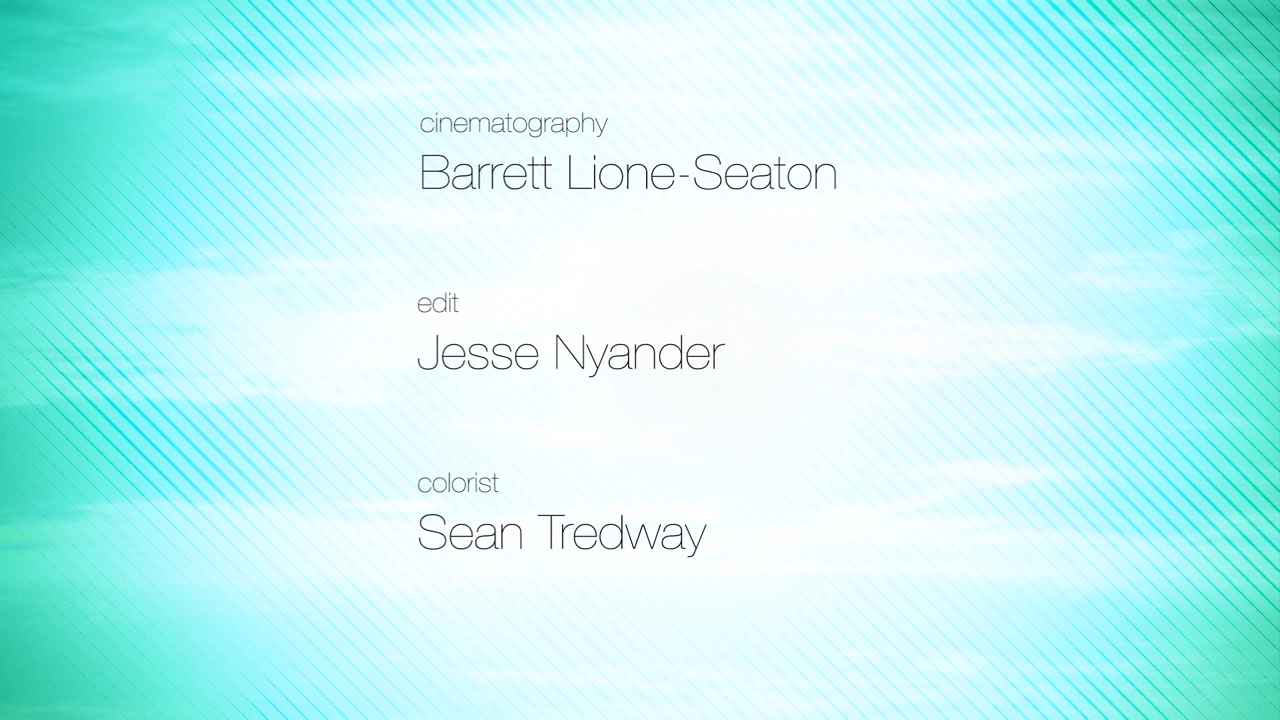 cinematography
Barrett Lione-Seaton
edit
Jesse Nyander
colorist
Sean Tredway